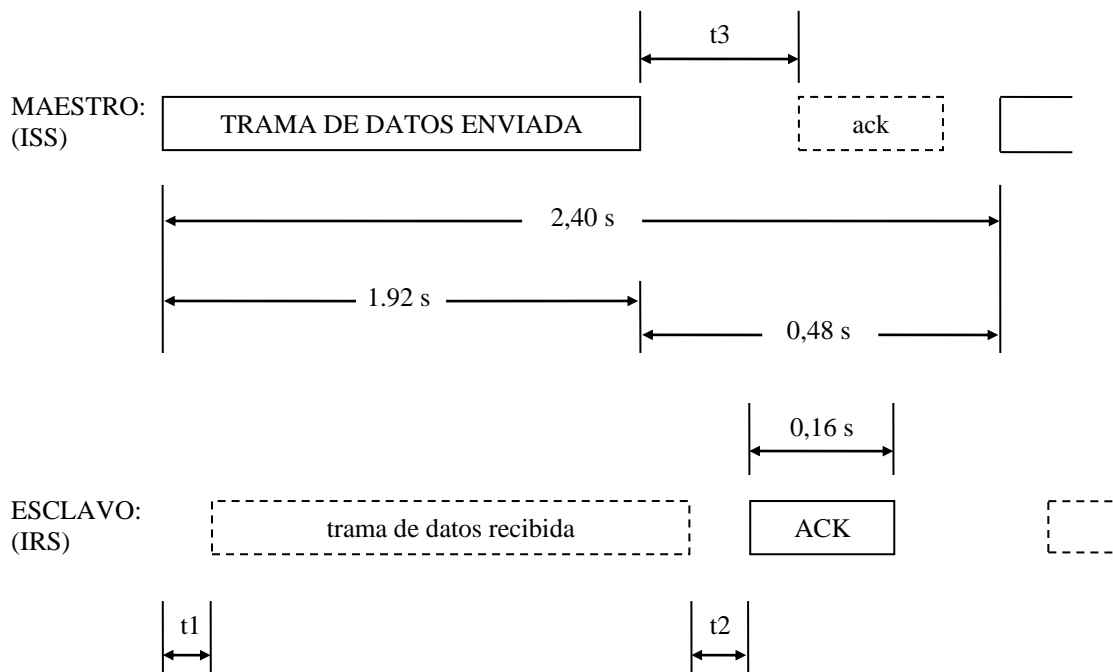 t3
MAESTRO:
(ISS)
TRAMA DE DATOS ENVIADA
ack
2,40 s
1.92 s
0,48 s
0,16 s
ESCLAVO:
(IRS)
trama de datos recibida
ACK
t1
t2